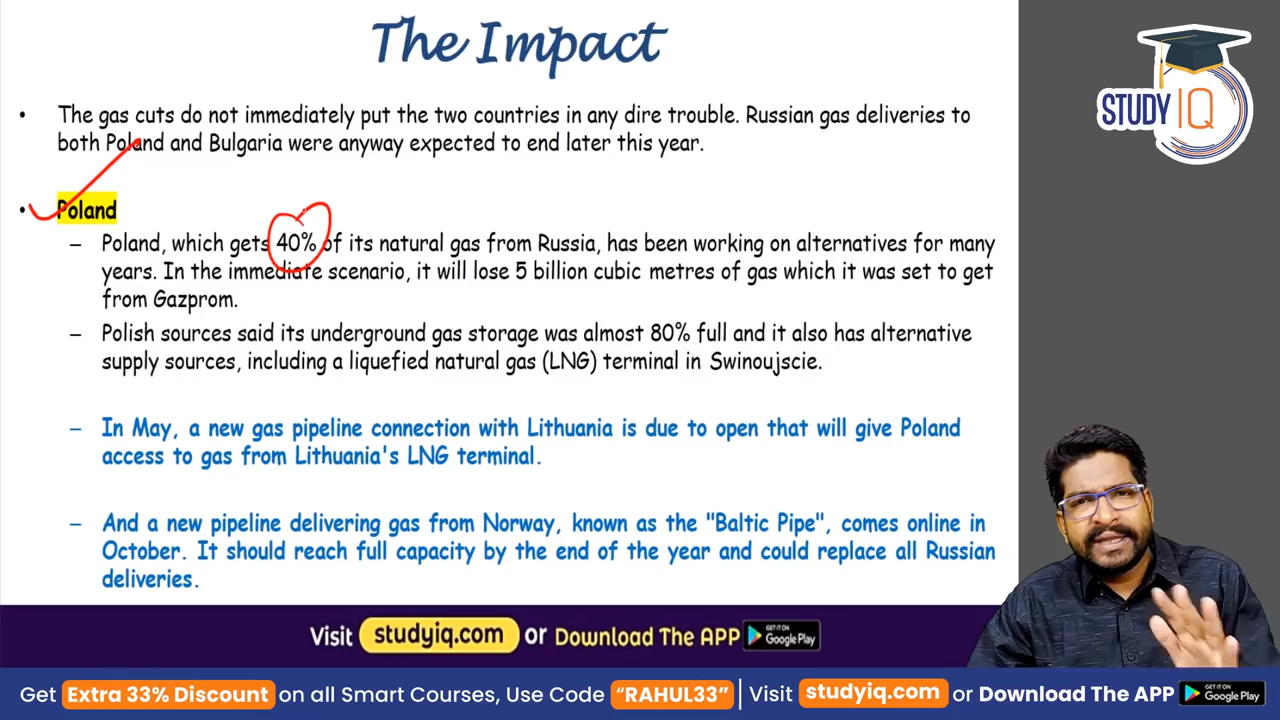 The Impact
STUDY IQ
• The gas cuts do not immediately put the two countries in any dire trouble. Russian gas deliveries to
both Poland and Bulgaria were anyway expected to end later this year.
• Poland
– Poland, which gets 40% of its natural gas from Russia, has been working on alternatives for many
years. In the immediate scenario, it will lose 5 billion cubic metres of gas which it was set to get
from Gazprom.
– Polish sources said its underground gas storage was almost 80% full and it also has alternative
supply sources, including a liquefied natural gas (LNG) terminal in Swinoujscie.
– In May, a new gas pipeline connection with Lithuania is due to open that will give Poland
access to gas from Lithuania's LNG terminal.
– And a new pipeline delivering gas from Norway, known as the "Baltic Pipe", comes online in
October. It should reach full capacity by the end of the year and could replace all Russian
deliveries.
Visit studyiq.com or Download The APP GET IT ON Google Play
Get Extra 33% Discount on all Smart Courses, Use Code “RAHUL33” | Visit studyiq.com or Download The APP GET IT ON Google Play